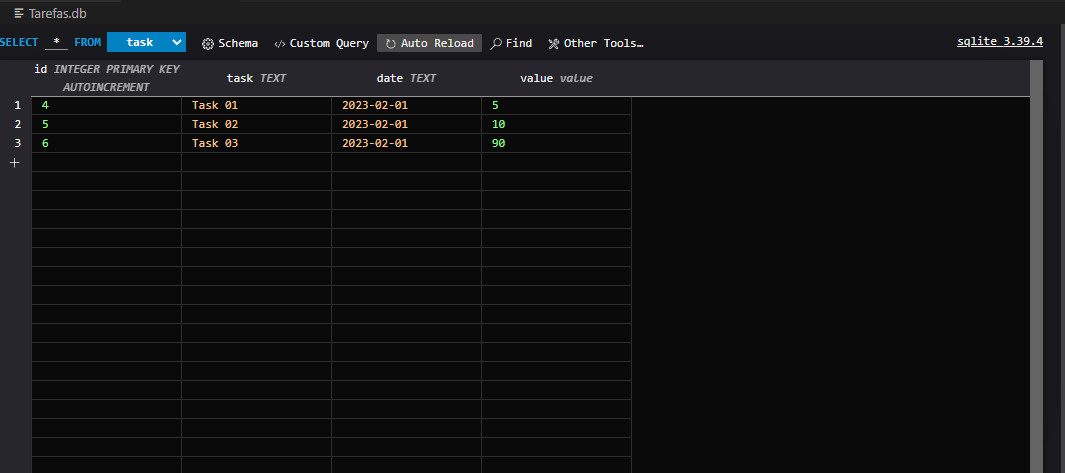 Tarefas.db
SELECT * FROM task Schema Custom Query Auto Reload Find Other Tools… sqlite 3.39.4
id INTEGER PRIMARY KEY AUTOINCREMENT task TEXT date TEXT value value
1 4 Task 01 2023-02-01 5
2 5 Task 02 2023-02-01 10
3 6 Task 03 2023-02-01 90
+